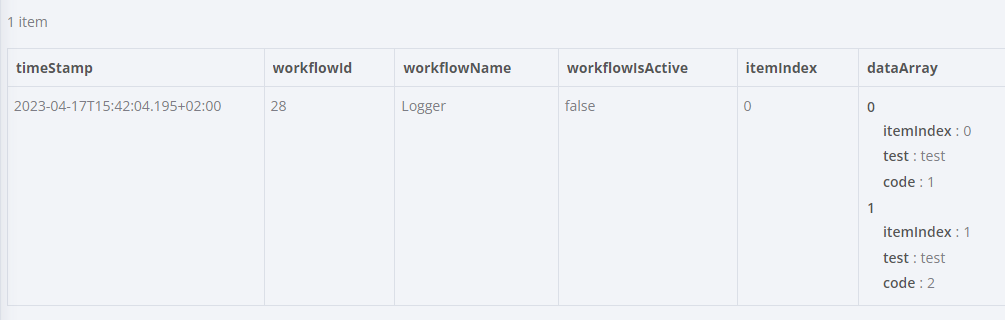 1 item
timeStamp workflowId workflowName workflowIsActive itemIndex dataArray
2023-04-17T15:42:04.195+02:00 28 Logger false 0 0
itemIndex : 0
test : test
code : 1
1
itemIndex : 1
test : test
code : 2